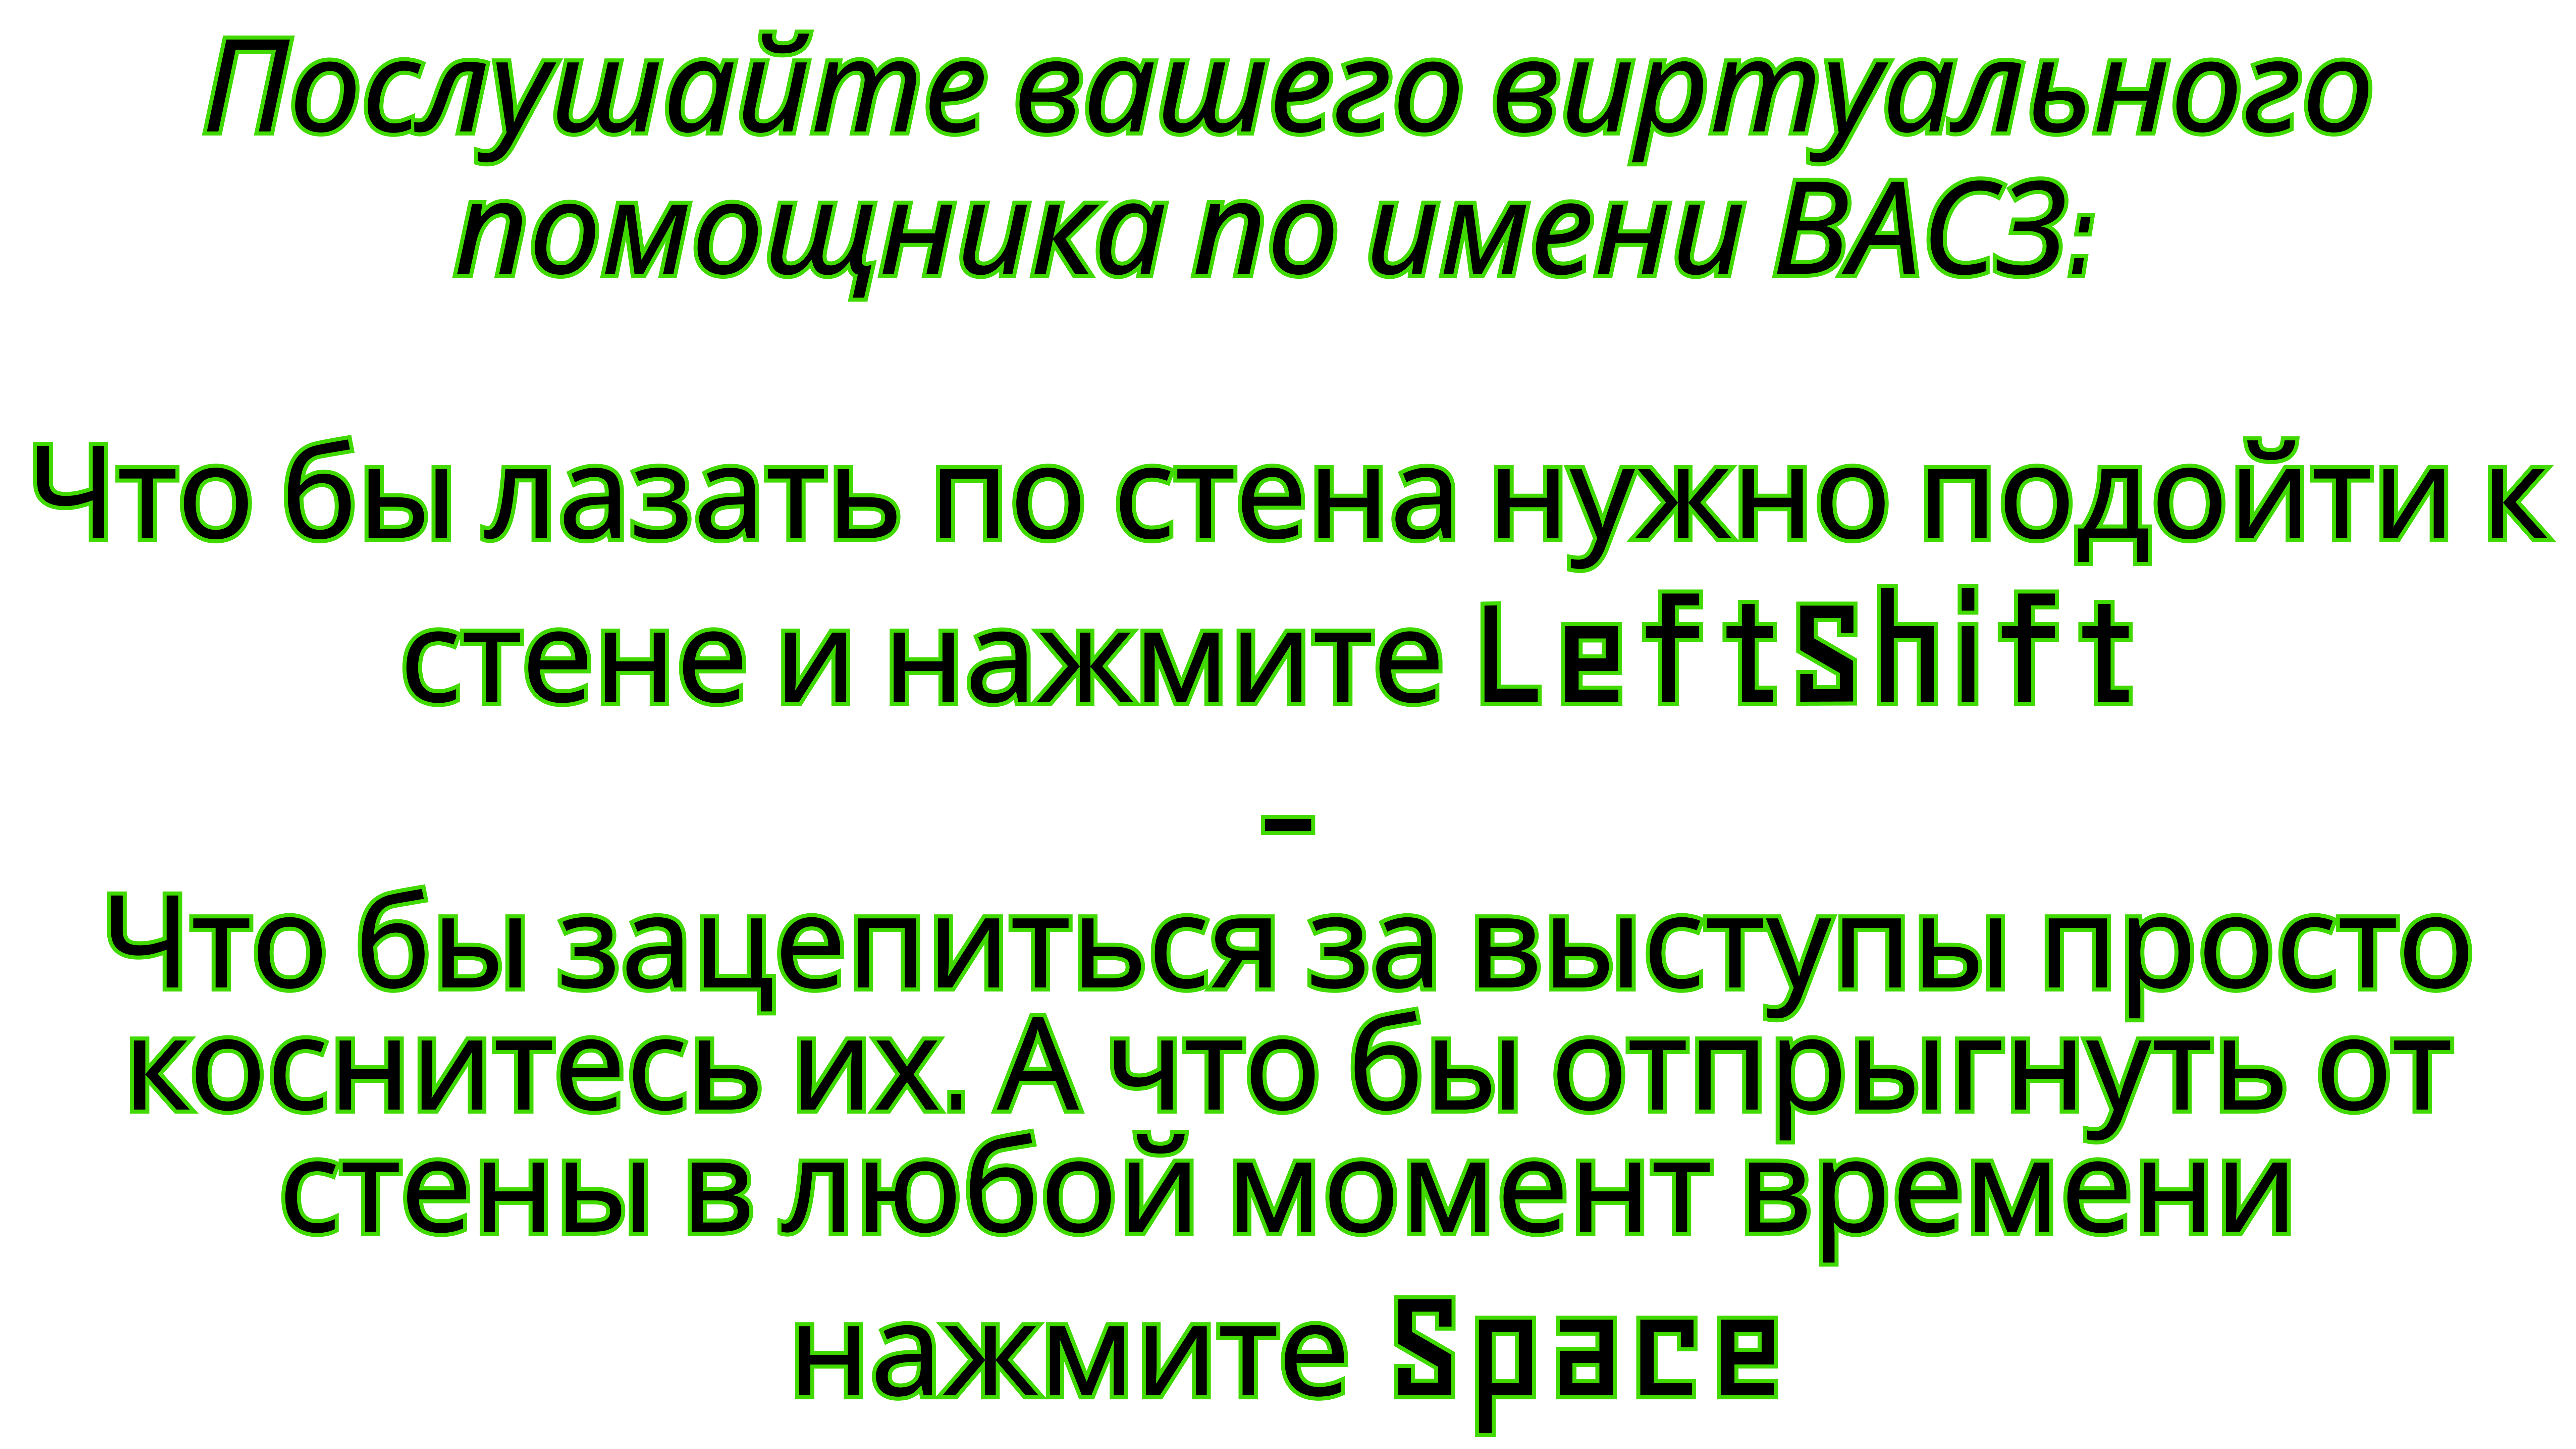 Послушайте вашего виртуального
помощника по имени ВАСЗ:
Что бы лазать по стена нужно подойти к
стене и нажмите LeftShift
-
Что бы зацепиться за выступы просто
коснитесь их. А что бы отпрыгнуть от
стены в любой момент времени
нажмите Space